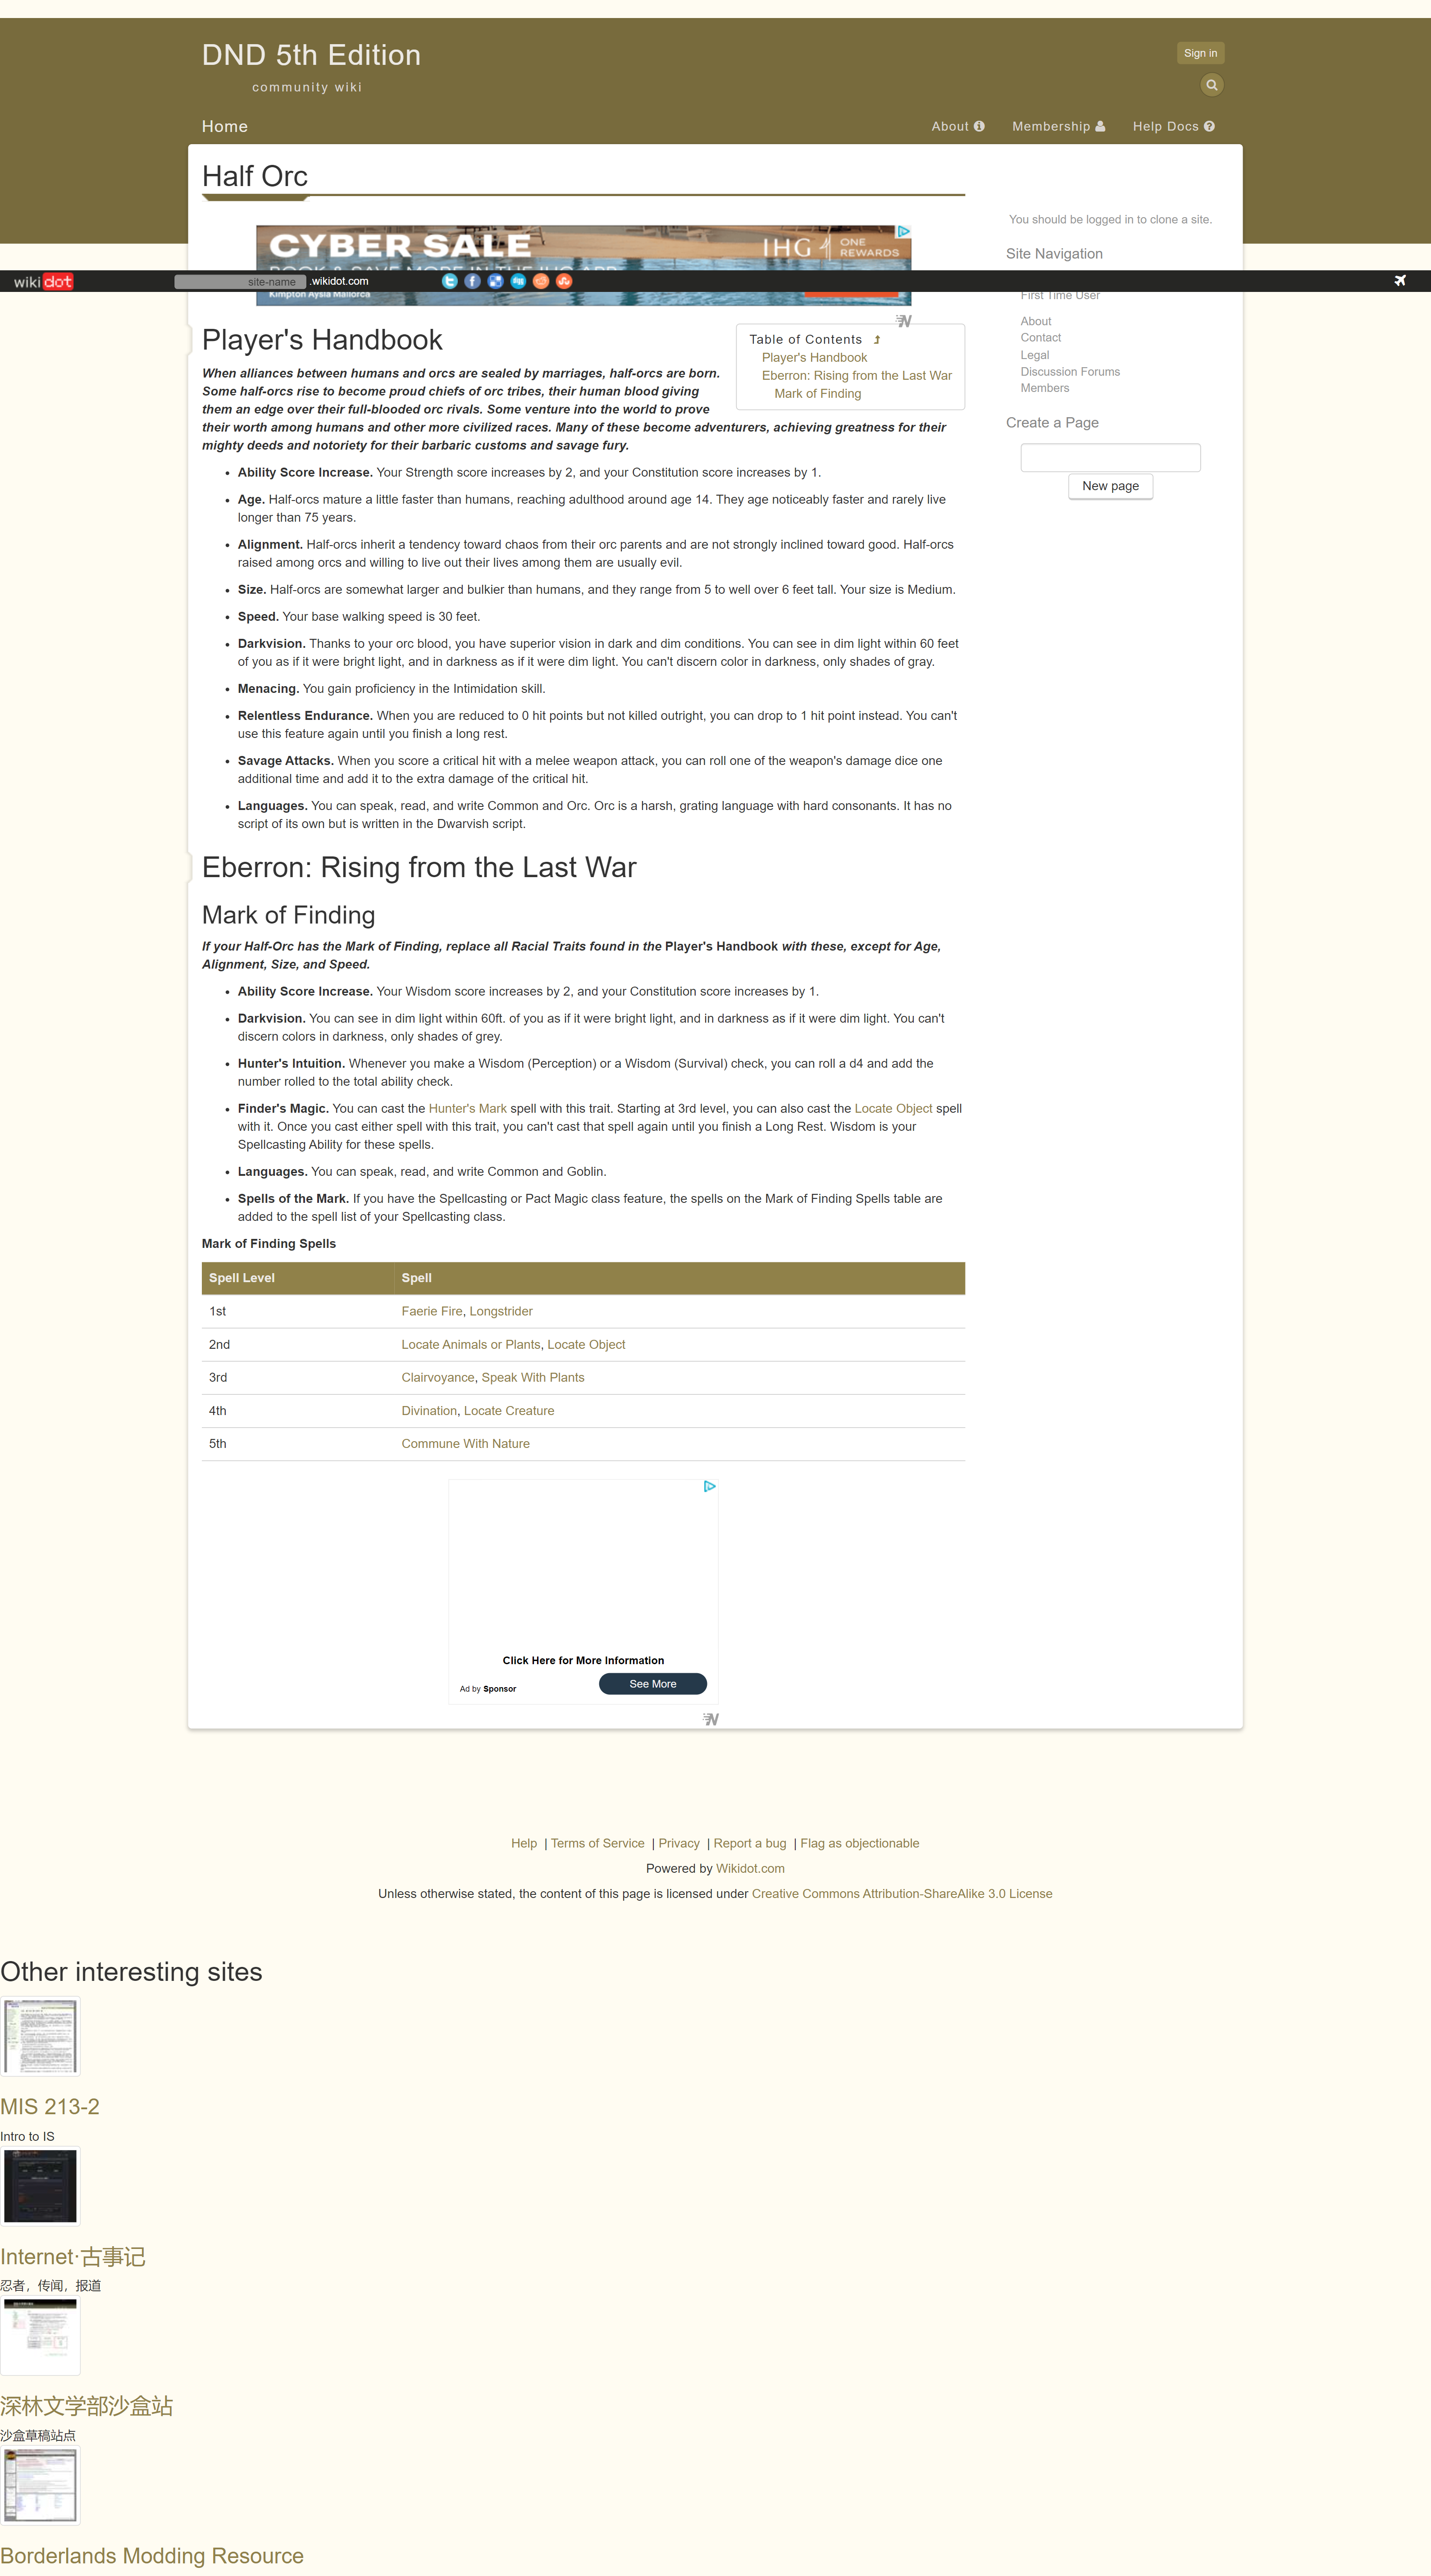 DND 5th Edition
Sign in
community wiki
Home
About
Membership
Help Docs
Half Orc
You should be logged in to clone a site.
CYBER SALE
IHG ONE REWARDS
Site Navigation
wikidot
site-name .wikidot.com
Kimpton Aysla Mallorca
First Time User
About
Contact
Legal
Discussion Forums
Members
Create a Page
New page
Player's Handbook
Table of Contents
Player's Handbook
Eberron: Rising from the Last War
Mark of Finding
When alliances between humans and orcs are sealed by marriages, half-orcs are born.
Some half-orcs rise to become proud chiefs of orc tribes, their human blood giving
them an edge over their full-blooded orc rivals. Some venture into the world to prove
their worth among humans and other more civilized races. Many of these become adventurers, achieving greatness for their
mighty deeds and notoriety for their barbaric customs and savage fury.
• Ability Score Increase. Your Strength score increases by 2, and your Constitution score increases by 1.
• Age. Half-orcs mature a little faster than humans, reaching adulthood around age 14. They age noticeably faster and rarely live
longer than 75 years.
• Alignment. Half-orcs inherit a tendency toward chaos from their orc parents and are not strongly inclined toward good. Half-orcs
raised among orcs and willing to live out their lives among them are usually evil.
• Size. Half-orcs are somewhat larger and bulkier than humans, and they range from 5 to well over 6 feet tall. Your size is Medium.
• Speed. Your base walking speed is 30 feet.
• Darkvision. Thanks to your orc blood, you have superior vision in dark and dim conditions. You can see in dim light within 60 feet
of you as if it were bright light, and in darkness as if it were dim light. You can't discern color in darkness, only shades of gray.
• Menacing. You gain proficiency in the Intimidation skill.
• Relentless Endurance. When you are reduced to 0 hit points but not killed outright, you can drop to 1 hit point instead. You can't
use this feature again until you finish a long rest.
• Savage Attacks. When you score a critical hit with a melee weapon attack, you can roll one of the weapon's damage dice one
additional time and add it to the extra damage of the critical hit.
• Languages. You can speak, read, and write Common and Orc. Orc is a harsh, grating language with hard consonants. It has no
script of its own but is written in the Dwarvish script.
Eberron: Rising from the Last War
Mark of Finding
If your Half-Orc has the Mark of Finding, replace all Racial Traits found in the Player's Handbook with these, except for Age,
Alignment, Size, and Speed.
• Ability Score Increase. Your Wisdom score increases by 2, and your Constitution score increases by 1.
• Darkvision. You can see in dim light within 60ft. of you as if it were bright light, and in darkness as if it were dim light. You can't
discern colors in darkness, only shades of grey.
• Hunter's Intuition. Whenever you make a Wisdom (Perception) or a Wisdom (Survival) check, you can roll a d4 and add the
number rolled to the total ability check.
• Finder's Magic. You can cast the Hunter's Mark spell with this trait. Starting at 3rd level, you can also cast the Locate Object spell
with it. Once you cast either spell with this trait, you can't cast that spell again until you finish a Long Rest. Wisdom is your
Spellcasting Ability for these spells.
• Languages. You can speak, read, and write Common and Goblin.
• Spells of the Mark. If you have the Spellcasting or Pact Magic class feature, the spells on the Mark of Finding Spells table are
added to the spell list of your Spellcasting class.
Mark of Finding Spells
Spell Level Spell
1st Faerie Fire, Longstrider
2nd Locate Animals or Plants, Locate Object
3rd Clairvoyance, Speak With Plants
4th Divination, Locate Creature
5th Commune With Nature
Click Here for More Information
Ad by Sponsor
See More
Help | Terms of Service | Privacy | Report a bug | Flag as objectionable
Powered by Wikidot.com
Unless otherwise stated, the content of this page is licensed under Creative Commons Attribution-ShareAlike 3.0 License
Other interesting sites
MIS 213-2
Intro to IS
Internet·古事记
忍者，传闻，报道
深林文学部沙盒站
沙盒草稿站点
Borderlands Modding Resource